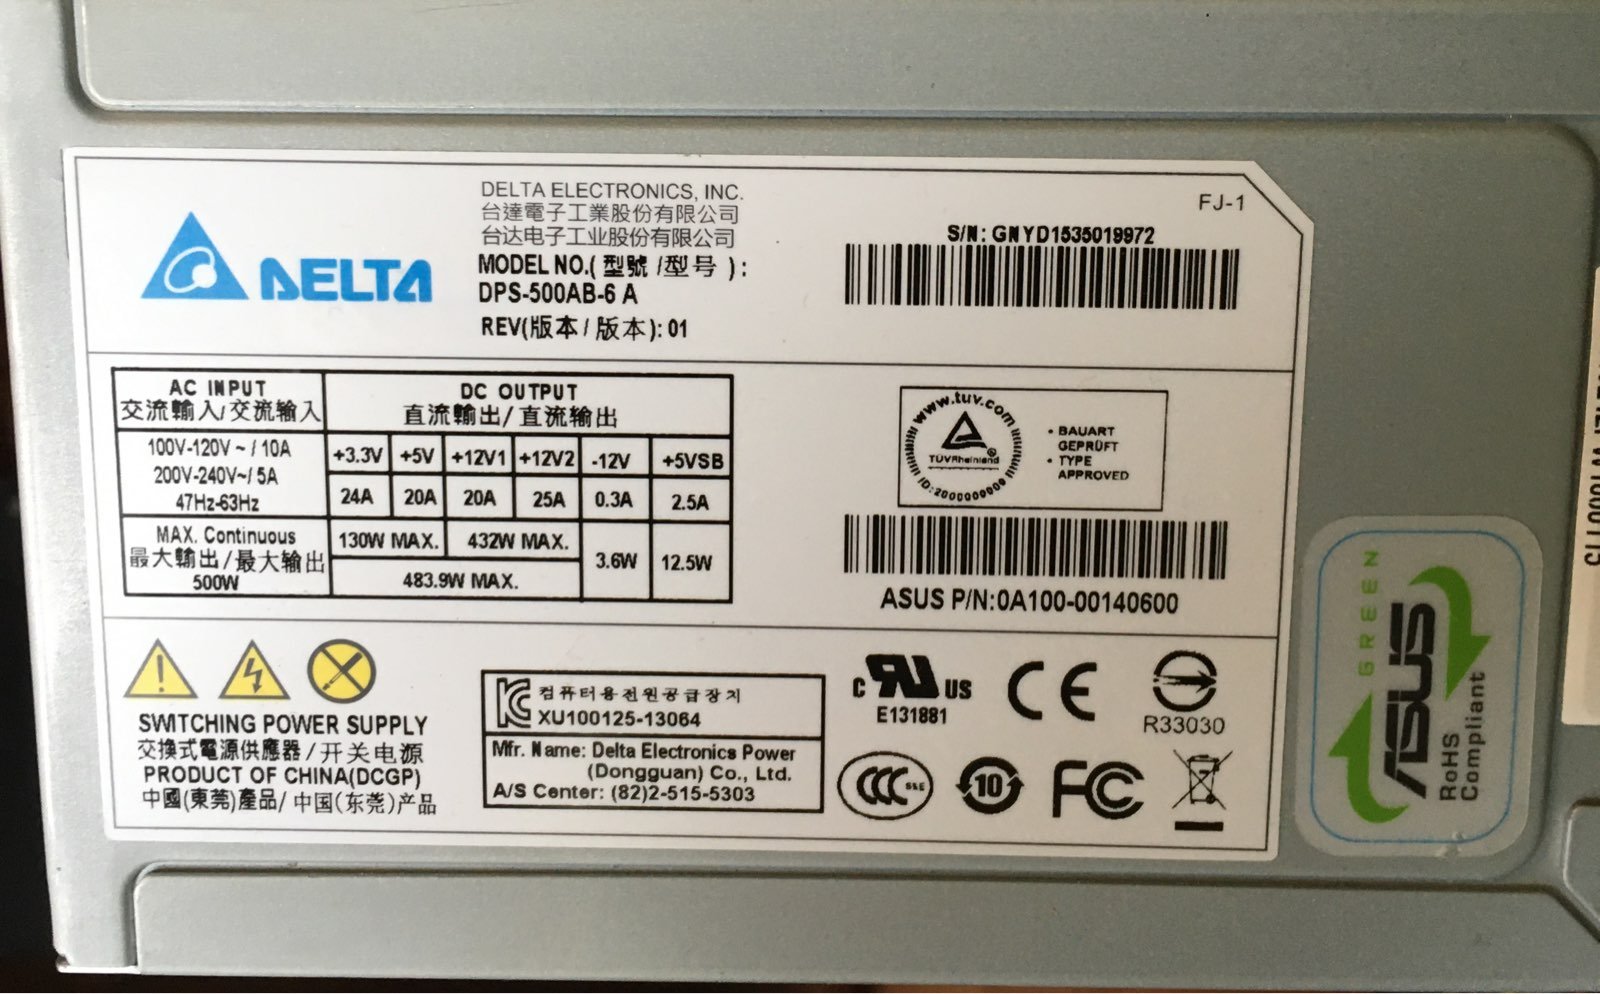 DELTA
DELTA ELECTRONICS, INC.
台達電子工業股份有限公司
台达电子工业股份有限公司
MODEL NO.( 型號 /型号 ):
DPS-500AB-6 A
REV(版本/ 版本): 01
FJ-1
S/N: GNYD1535019972
AC INPUT
交流輸入/交流输入
DC OUTPUT
直流輸出/ 直流输出
100V-120V ~ / 10A
200V-240V~/ 5A
47Hz-63Hz
+3.3V +5V +12V1 +12V2 -12V +5VSB
24A 20A 20A 25A 0.3A 2.5A
MAX. Continuous
最大輸出/最大输出
500W
130W MAX. 432W MAX. 3.6W 12.5W
483.9W MAX.
www.tuv.com
TÜVRheinland
ID: 2000000000
• BAUART
GEPRÜFT
• TYPE
APPROVED
ASUS P/N:0A100-00140600
SWITCHING POWER SUPPLY
交換式電源供應器 / 开关电源
PRODUCT OF CHINA(DCGP)
中國(東莞)產品/ 中国(东莞)产品
컴퓨터용전원공급장치
XU100125-13064
Mfr. Name: Delta Electronics Power
(Dongguan) Co., Ltd.
A/S Center: (82)2-515-5303
C UL US
E131881
CE
R33030
CCC S&E
10
FC
GREEN
ASUS
RoHS
Compliant